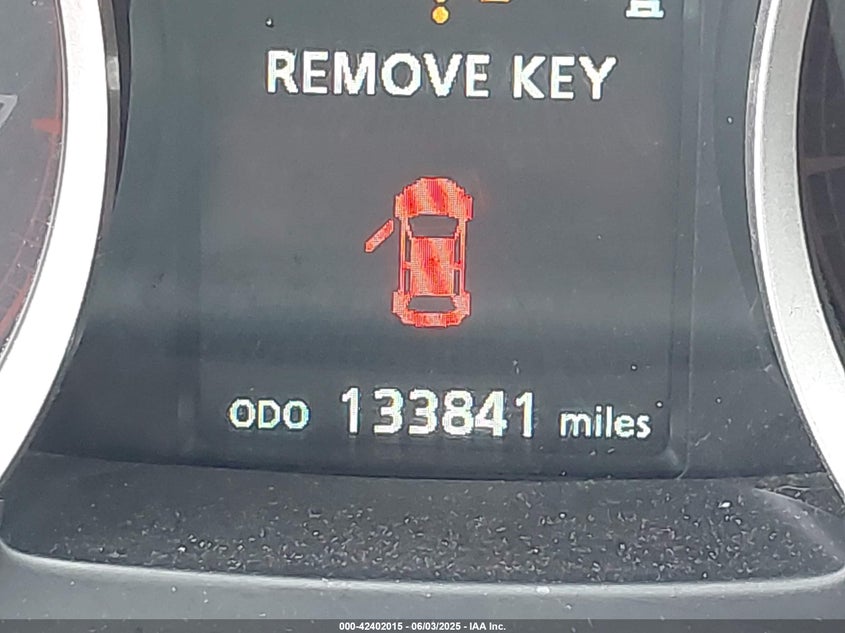 REMOVE KEY
ODO 133841 miles
000-42402015 - 06/03/2025 - IAA Inc.